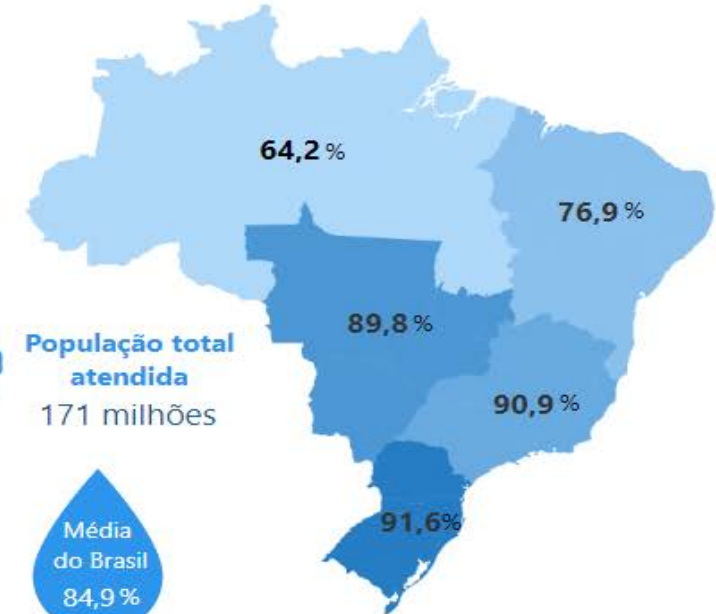 64,2 %
76,9 %
89,8 %
População total
atendida
171 milhões
90,9 %
91,6%
Média
do Brasil
84,9 %